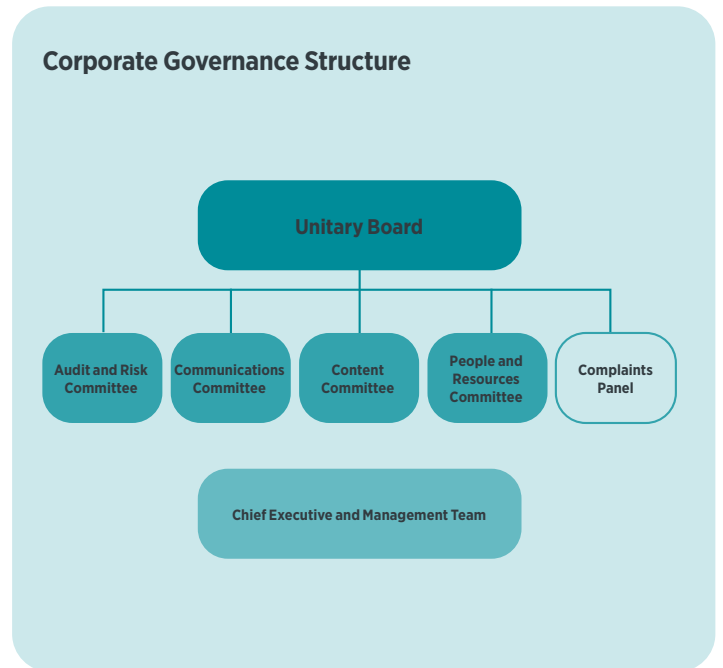 Corporate Governance Structure
Unitary Board
Audit and Risk
Committee
Communications
Committee
Content
Committee
People and
Resources
Committee
Complaints
Panel
Chief Executive and Management Team